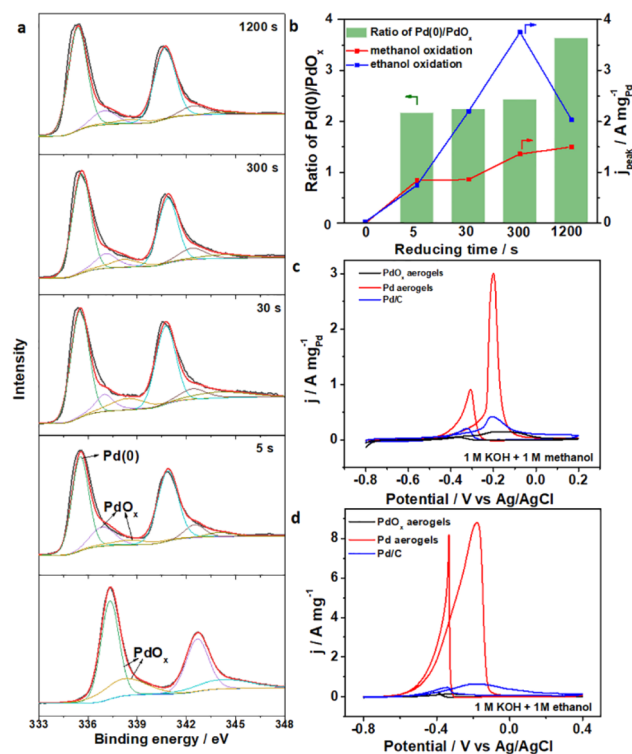 a
1200 s
300 s
30 s
5 s
Pd(0)
PdOx
PdOx
Intensity
333 336 339 342 345 348
Binding energy / eV
b
Ratio of Pd(0)/PdOx
methanol oxidation
ethanol oxidation
4
3
2
1
0
4
3
2
1
0
Ratio of Pd(0)/PdOx
jpeak / A mg-1Pd
0 5 30 300 1200
Reducing time / s
c
PdOx aerogels
Pd aerogels
Pd/C
3
2
1
0
j / A mg-1Pd
1 M KOH + 1 M methanol
-0.8 -0.6 -0.4 -0.2 0.0 0.2
Potential / V vs Ag/AgCl
d
PdOx aerogels
Pd aerogels
Pd/C
8
6
4
2
0
j / A mg-1
1 M KOH + 1M ethanol
-0.8 -0.4 0.0 0.4
Potential / V vs Ag/AgCl